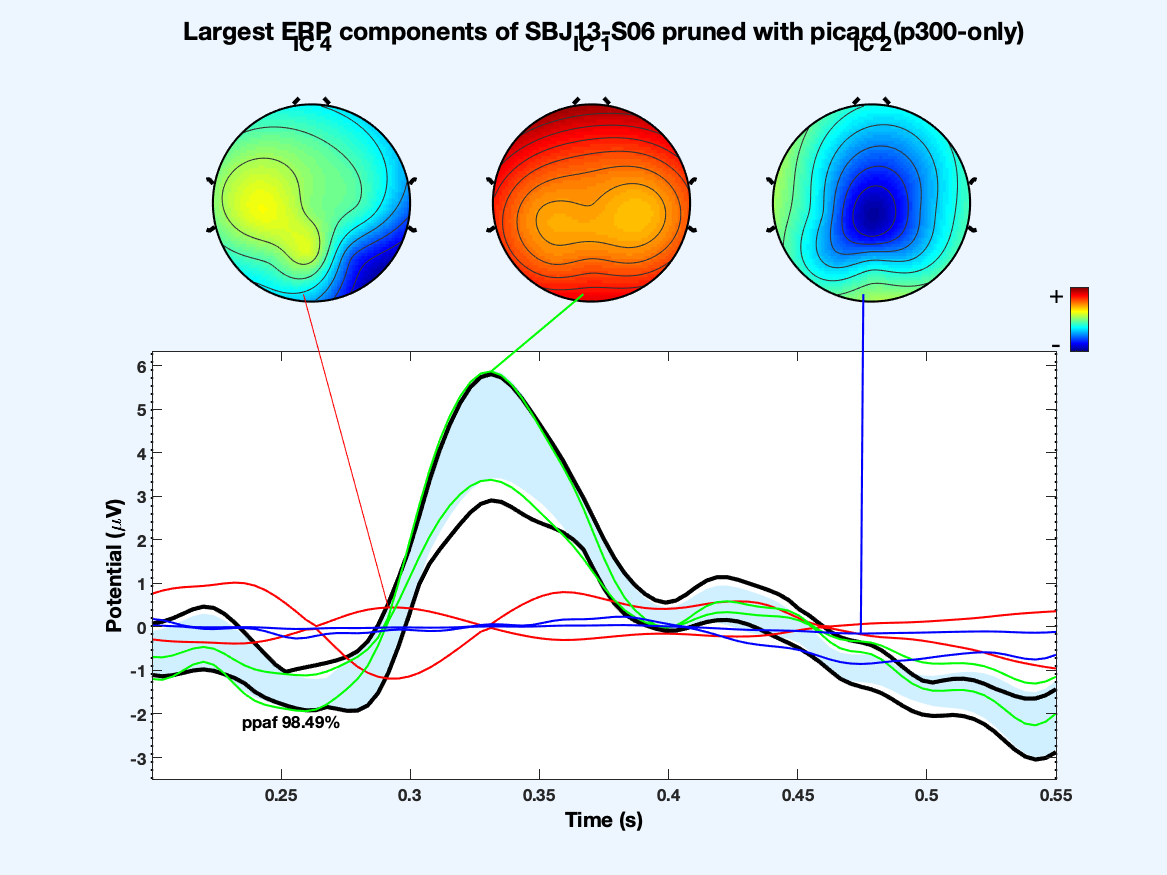 Largest ERP components of SBJ13-S06 pruned with picard (p300-only)
IC 4
IC 1
IC 2
+
-
6
5
4
3
2
1
0
-1
-2
-3
Potential (μV)
ppaf 98.49%
0.25
0.3
0.35
0.4
0.45
0.5
0.55
Time (s)